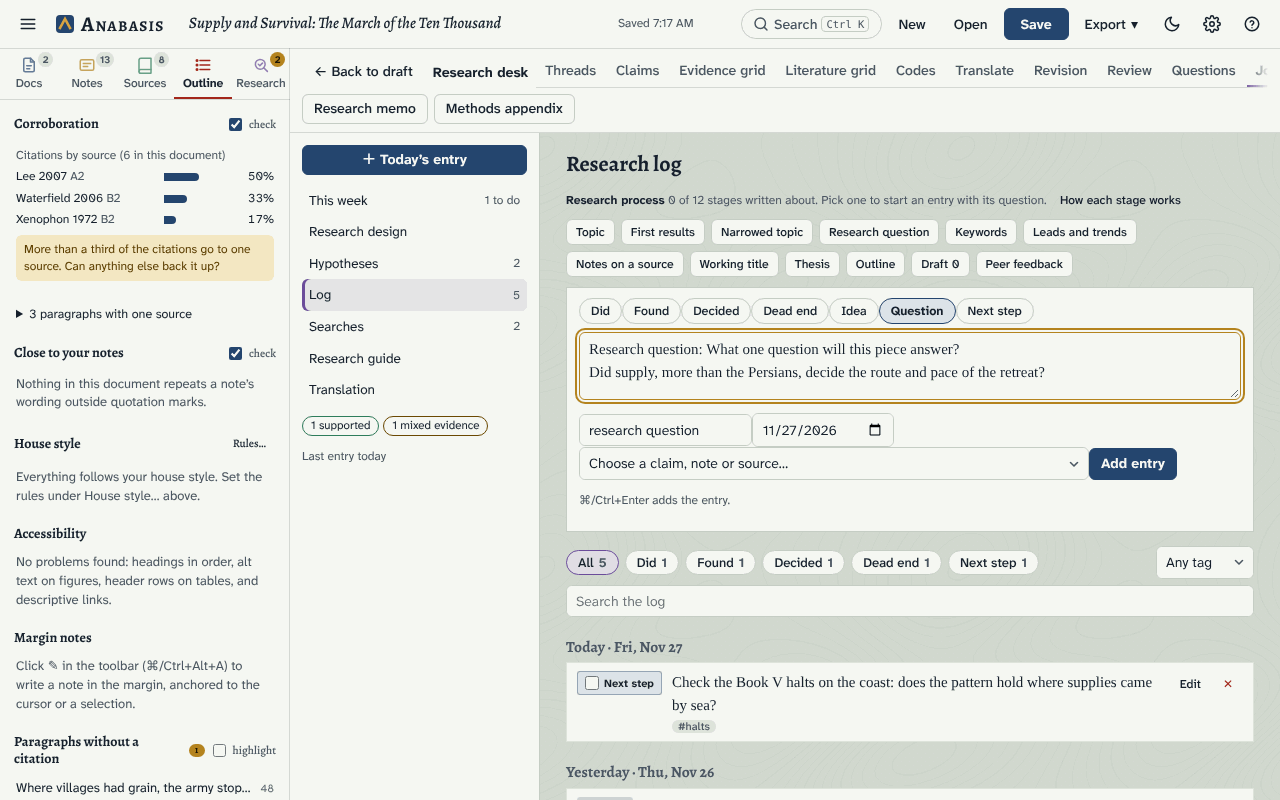 Anabasis
Supply and Survival: The March of the Ten Thousand
Saved 7:17 AM
Search Ctrl K
New
Open
Save
Export ▾
Docs 2
Notes 13
Sources 8
Outline
Research 2
← Back to draft
Research desk
Threads
Claims
Evidence grid
Literature grid
Codes
Translate
Revision
Review
Questions
Research memo
Methods appendix
Corroboration
check
Citations by source (6 in this document)
Lee 2007 A2 50%
Waterfield 2006 B2 33%
Xenophon 1972 B2 17%
More than a third of the citations go to one
source. Can anything else back it up?
▶ 3 paragraphs with one source
Close to your notes
check
Nothing in this document repeats a note's
wording outside quotation marks.
House style
Rules…
Everything follows your house style. Set the
rules under House style… above.
Accessibility
No problems found: headings in order, alt
text on figures, header rows on tables, and
descriptive links.
Margin notes
Click ✎ in the toolbar (⌘/Ctrl+Alt+A) to
write a note in the margin, anchored to the
cursor or a selection.
Paragraphs without a
citation
1
highlight
Where villages had grain, the army stop… 48
+ Today's entry
This week 1 to do
Research design
Hypotheses 2
Log 5
Searches 2
Research guide
Translation
1 supported
1 mixed evidence
Last entry today
Research log
Research process 0 of 12 stages written about. Pick one to start an entry with its question. How each stage works
Topic
First results
Narrowed topic
Research question
Keywords
Leads and trends
Notes on a source
Working title
Thesis
Outline
Draft 0
Peer feedback
Did
Found
Decided
Dead end
Idea
Question
Next step
Research question: What one question will this piece answer?
Did supply, more than the Persians, decide the route and pace of the retreat?
research question
11/27/2026
Choose a claim, note or source…
Add entry
⌘/Ctrl+Enter adds the entry.
All 5
Did 1
Found 1
Decided 1
Dead end 1
Next step 1
Any tag
Search the log
Today · Fri, Nov 27
Next step
Check the Book V halts on the coast: does the pattern hold where supplies came
by sea?
#halts
Edit
×
Yesterday · Thu, Nov 26